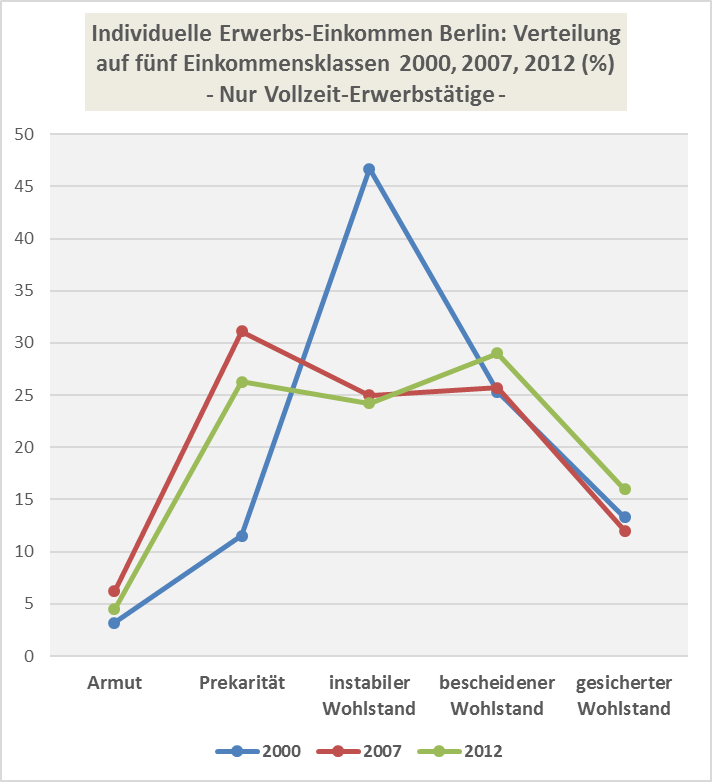 Individuelle Erwerbs-Einkommen Berlin: Verteilung
auf fünf Einkommensklassen 2000, 2007, 2012 (%)
- Nur Vollzeit-Erwerbstätige -
50
45
40
35
30
25
20
15
10
5
0
Armut Prekarität instabiler bescheidener gesicherter
Wohlstand Wohlstand Wohlstand
2000 2007 2012